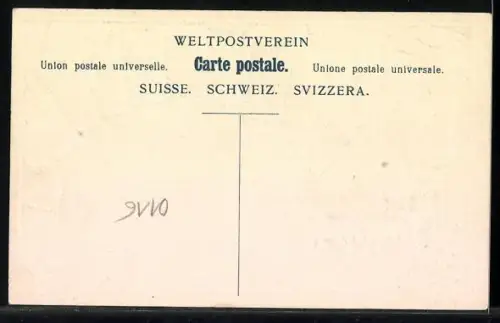 WELTPOSTVEREIN
Union postale universelle. Carte postale. Unione postale universale.
SUISSE. SCHWEIZ. SVIZZERA.